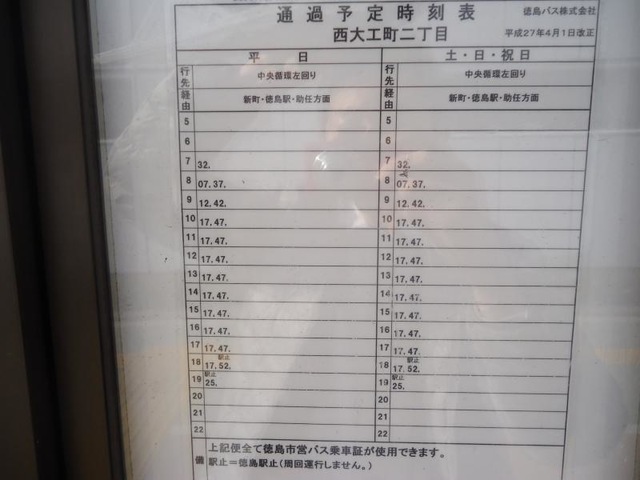 通過予定時刻表
徳島バス株式会社
西大工町二丁目
平成27年4月1日改正
平 日
土・日・祝日
行先 中央循環左回り 行先 中央循環左回り
経由 新町・徳島駅・助任方面 経由 新町・徳島駅・助任方面
5 5
6 6
7 32. 7 32.
8 07. 37. 8 07. 37.
9 12. 42. 9 12. 42.
10 17. 47. 10 17. 47.
11 17. 47. 11 17. 47.
12 17. 47. 12 17. 47.
13 17. 47. 13 17. 47.
14 17. 47. 14 17. 47.
15 17. 47. 15 17. 47.
16 17. 47. 16 17. 47.
17 17. 47. 17 17. 47.
駅止 駅止
18 17. 52. 18 17. 52.
駅止 駅止
19 25. 19 25.
20 20
21 21
22 22
上記便全て徳島市営バス乗車証が使用できます。
備 駅止=徳島駅止(周回運行しません。)